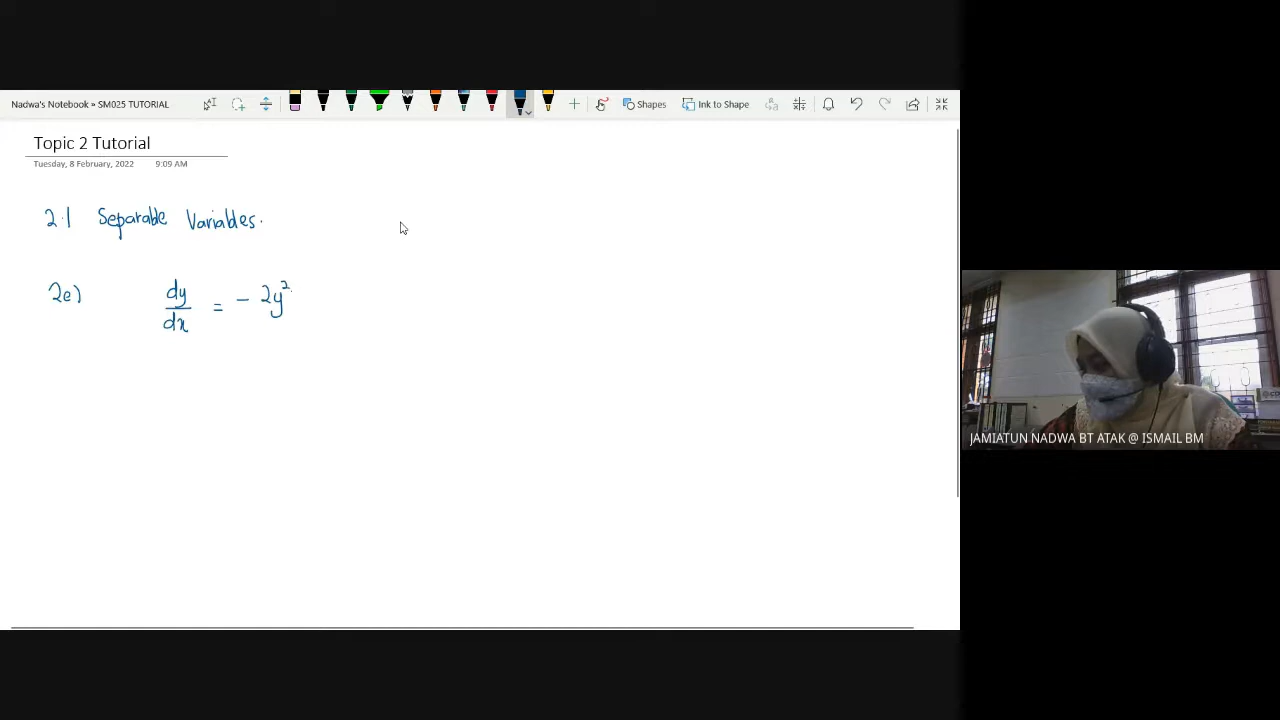 Nadwa's Notebook » SM025 TUTORIAL
Shapes
Ink to Shape
Topic 2 Tutorial
Tuesday, 8 February, 2022 9:09 AM
2.1 Separable Variables.
2e) dy/dx = - 2y²
JAMIATUN NADWA BT ATAK @ ISMAIL BM